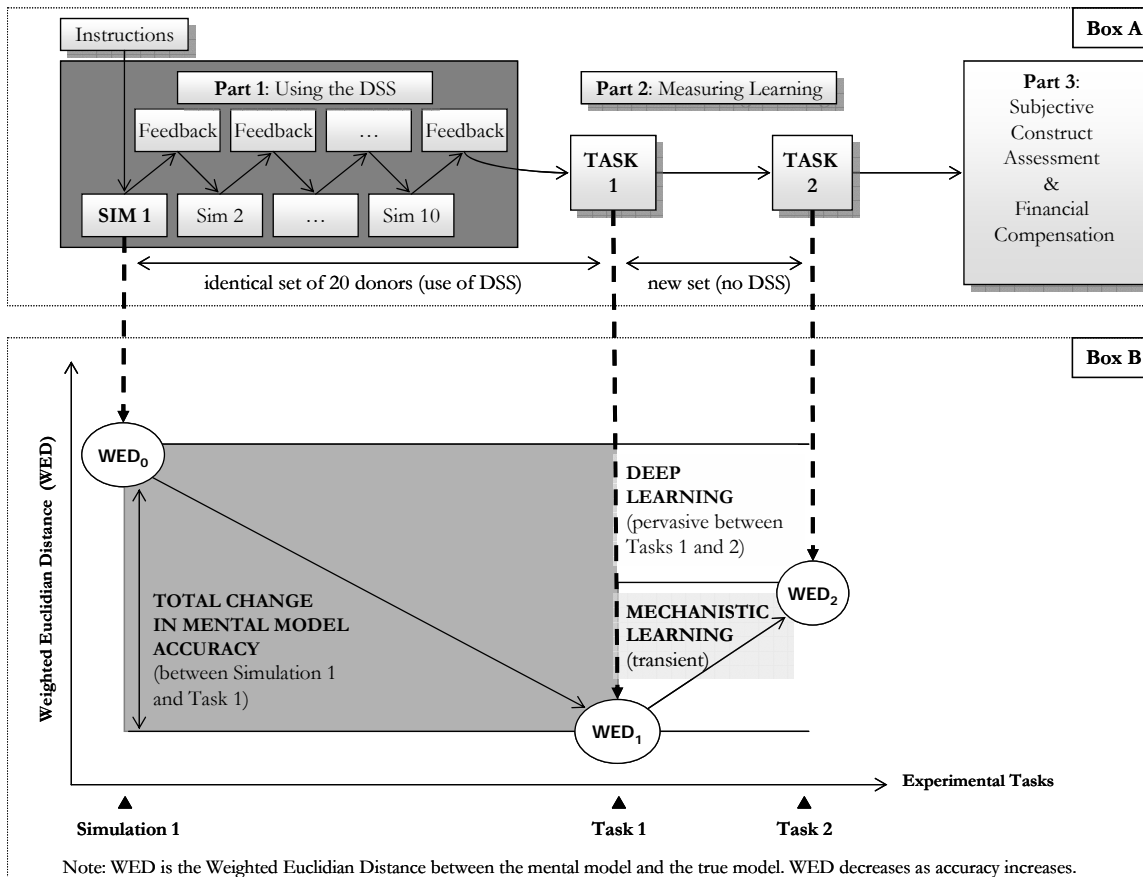 Instructions
Box A
Part 1: Using the DSS
Feedback
Feedback
…
Feedback
SIM 1
Sim 2
…
Sim 10
Part 2: Measuring Learning
TASK
1
TASK
2
Part 3:
Subjective
Construct
Assessment
&
Financial
Compensation
identical set of 20 donors (use of DSS)
new set (no DSS)
Box B
Weighted Euclidian Distance (WED)
WED0
TOTAL CHANGE
IN MENTAL MODEL
ACCURACY
(between Simulation 1
and Task 1)
DEEP
LEARNING
(pervasive between
Tasks 1 and 2)
WED2
MECHANISTIC
LEARNING
(transient)
WED1
Experimental Tasks
Simulation 1
Task 1
Task 2
Note: WED is the Weighted Euclidian Distance between the mental model and the true model. WED decreases as accuracy increases.